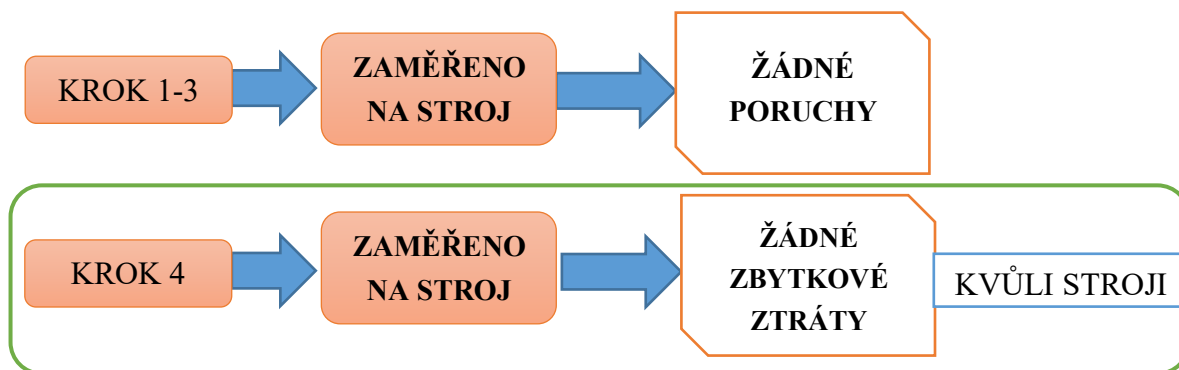 KROK 1-3
ZAMĚŘENO
NA STROJ
ŽÁDNÉ
PORUCHY
KROK 4
ZAMĚŘENO
NA STROJ
ŽÁDNÉ
ZBYTKOVÉ
ZTRÁTY
KVŮLI STROJI